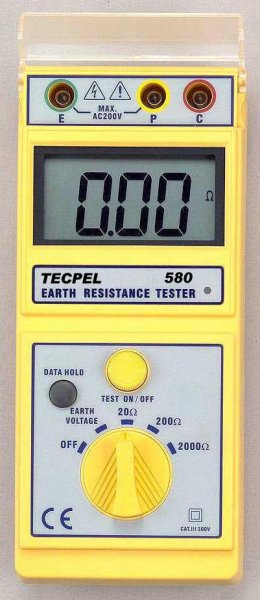 MAX.
AC200V
E P C
0.00 Ω
TECPEL 580
EARTH RESISTANCE TESTER
TEST ON/OFF
DATA HOLD
EARTH VOLTAGE
20Ω
200Ω
OFF
2000Ω
CE
CAT.III 300V